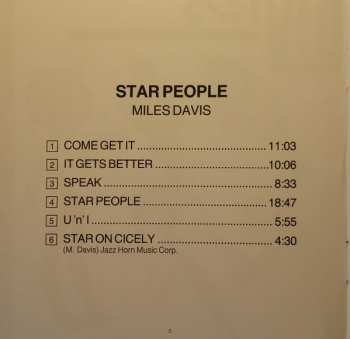 STAR PEOPLE
MILES DAVIS
1 COME GET IT ........................................ 11:03
2 IT GETS BETTER ................................... 10:06
3 SPEAK ................................................. 8:33
4 STAR PEOPLE ...................................... 18:47
5 U 'n' I .................................................... 5:55
6 STAR ON CICELY ................................. 4:30
(M. Davis) Jazz Horn Music Corp.